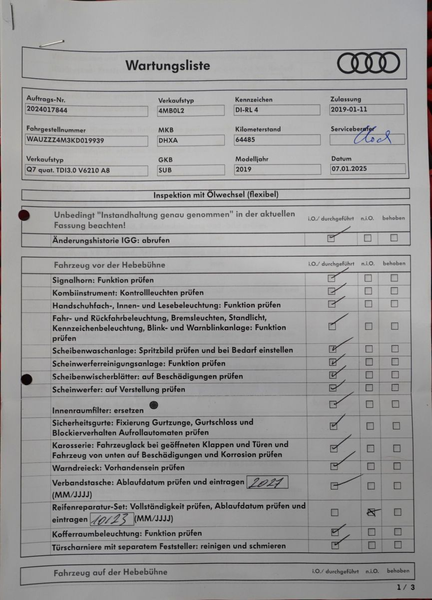 Wartungsliste
Auftrags-Nr. Verkaufstyp Kennzeichen Zulassung
2024017844 4MB0L2 DI-RL 4 2019-01-11
Fahrgestellnummer MKB Kilometerstand Serviceberater
WAUZZZ4M3KD019939 DHXA 64485
Verkaufstyp GKB Modelljahr Datum
Q7 quat. TDI3.0 V6210 A8 SUB 2019 07.01.2025
Inspektion mit Ölwechsel (flexibel)
Unbedingt "Instandhaltung genau genommen" in der aktuellen i.O./ durchgeführt n.i.O. behoben
Fassung beachten!
Änderungshistorie IGG: abrufen
Fahrzeug vor der Hebebühne i.O./ durchgeführt n.i.O. behoben
Signalhorn: Funktion prüfen
Kombiinstrument: Kontrollleuchten prüfen
Handschuhfach-, Innen- und Lesebeleuchtung: Funktion prüfen
Fahr- und Rückfahrbeleuchtung, Bremsleuchten, Standlicht,
Kennzeichenbeleuchtung, Blink- und Warnblinkanlage: Funktion
prüfen
Scheibenwaschanlage: Spritzbild prüfen und bei Bedarf einstellen
Scheinwerferreinigungsanlage: Funktion prüfen
Scheibenwischerblätter: auf Beschädigungen prüfen
Scheinwerfer: auf Verstellung prüfen
Innenraumfilter: ersetzen
Sicherheitsgurte: Fixierung Gurtzunge, Gurtschloss und
Blockierverhalten Aufrollautomaten prüfen
Karosserie: Fahrzeuglack bei geöffneten Klappen und Türen und
Fahrzeug von unten auf Beschädigungen und Korrosion prüfen
Warndreieck: Vorhandensein prüfen
Verbandstasche: Ablaufdatum prüfen und eintragen 2027
(MM/JJJJ)
Reifenreparatur-Set: Vollständigkeit prüfen, Ablaufdatum prüfen und
eintragen 10/23 (MM/JJJJ)
Kofferraumbeleuchtung: Funktion prüfen
Türscharniere mit separatem Feststeller: reinigen und schmieren
Fahrzeug auf der Hebebühne i.O./ durchgeführt n.i.O. behoben
1 / 3